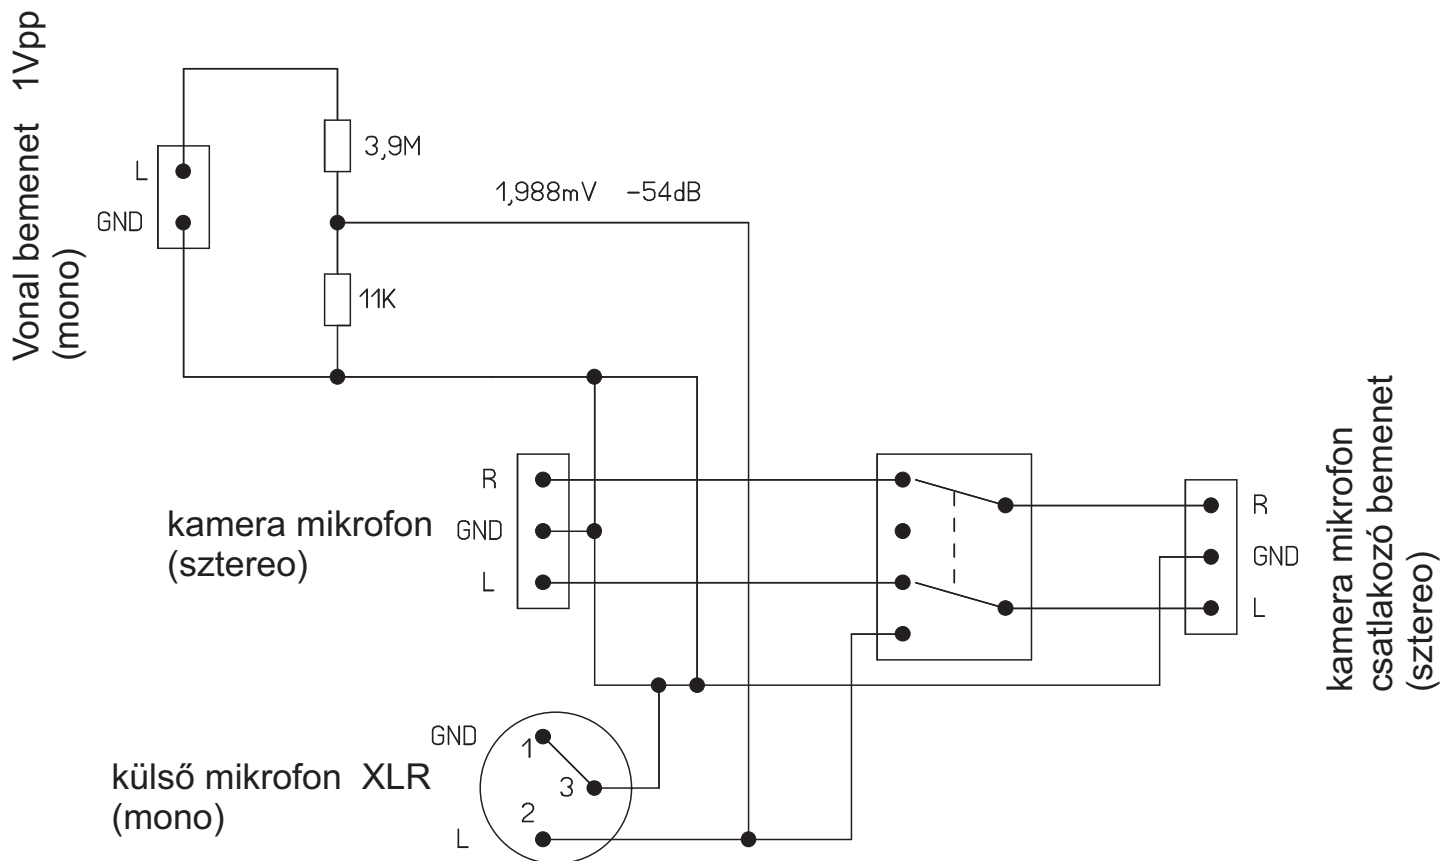 Vonal bemenet 1Vpp
(mono)
L
GND
3,9M
11K
1,988mV -54dB
kamera mikrofon
(sztereo)
R
GND
L
R
GND
L
kamera mikrofon
csatlakozó bemenet
(sztereo)
külső mikrofon XLR
(mono)
GND
1
3
2
L